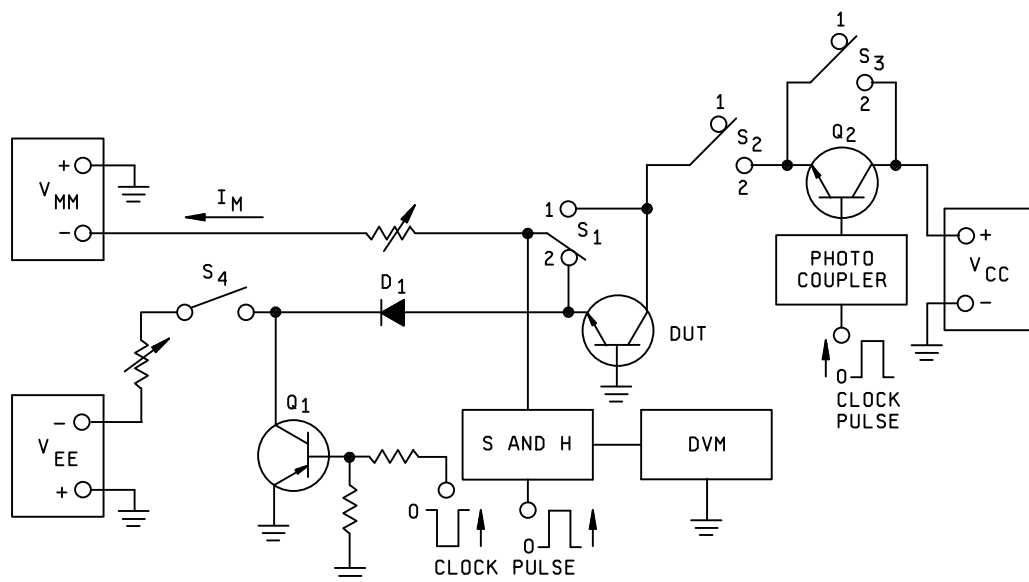 1
S3
2
Q2
1
S2
2
+
VMM
−
IM
1
S1
2
+
VCC
−
PHOTO
COUPLER
S4
D1
DUT
0
CLOCK
PULSE
−
VEE
+
Q1
S AND H
DVM
0
0
CLOCK PULSE